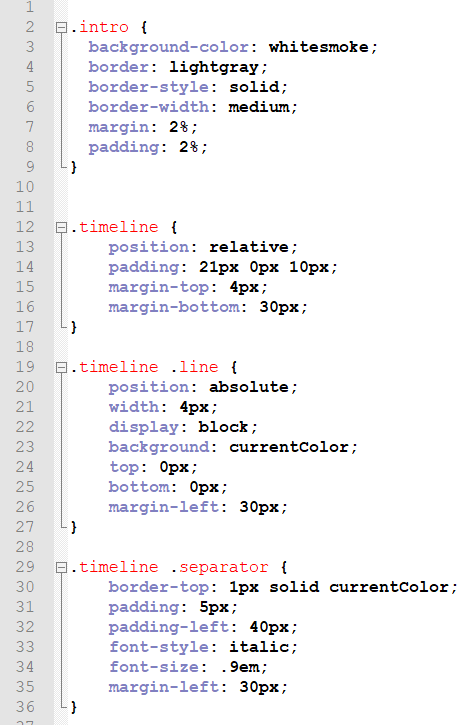 1
2 .intro {
3 background-color: whitesmoke;
4 border: lightgray;
5 border-style: solid;
6 border-width: medium;
7 margin: 2%;
8 padding: 2%;
9 }
10
11
12 .timeline {
13 position: relative;
14 padding: 21px 0px 10px;
15 margin-top: 4px;
16 margin-bottom: 30px;
17 }
18
19 .timeline .line {
20 position: absolute;
21 width: 4px;
22 display: block;
23 background: currentColor;
24 top: 0px;
25 bottom: 0px;
26 margin-left: 30px;
27 }
28
29 .timeline .separator {
30 border-top: 1px solid currentColor;
31 padding: 5px;
32 padding-left: 40px;
33 font-style: italic;
34 font-size: .9em;
35 margin-left: 30px;
36 }